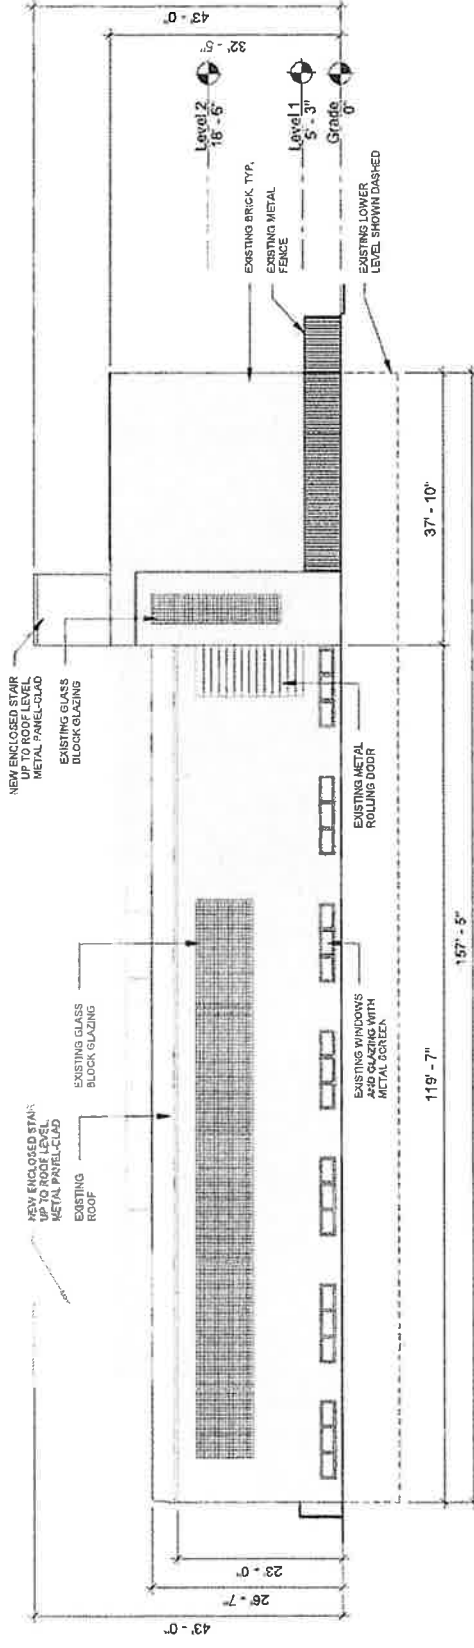 NEW ENCLOSED STAIR
UP TO ROOF LEVEL,
METAL PANEL-CLAD
EXISTING
ROOF
EXISTING GLASS
BLOCK GLAZING
NEW ENCLOSED STAIR
UP TO ROOF LEVEL,
METAL PANEL-CLAD
EXISTING GLASS
BLOCK GLAZING
43' - 0"
32' - 5"
Level 2
18' - 6"
Level 1
5' - 3"
Grade
0"
EXISTING BRICK, TYP.
EXISTING METAL
FENCE
EXISTING LOWER
LEVEL SHOWN DASHED
43' - 0"
26' - 7"
23' - 0"
EXISTING WINDOWS
AND GLAZING WITH
METAL SCREEN
EXISTING METAL
ROLLING DOOR
119' - 7"
37' - 10"
157' - 5"